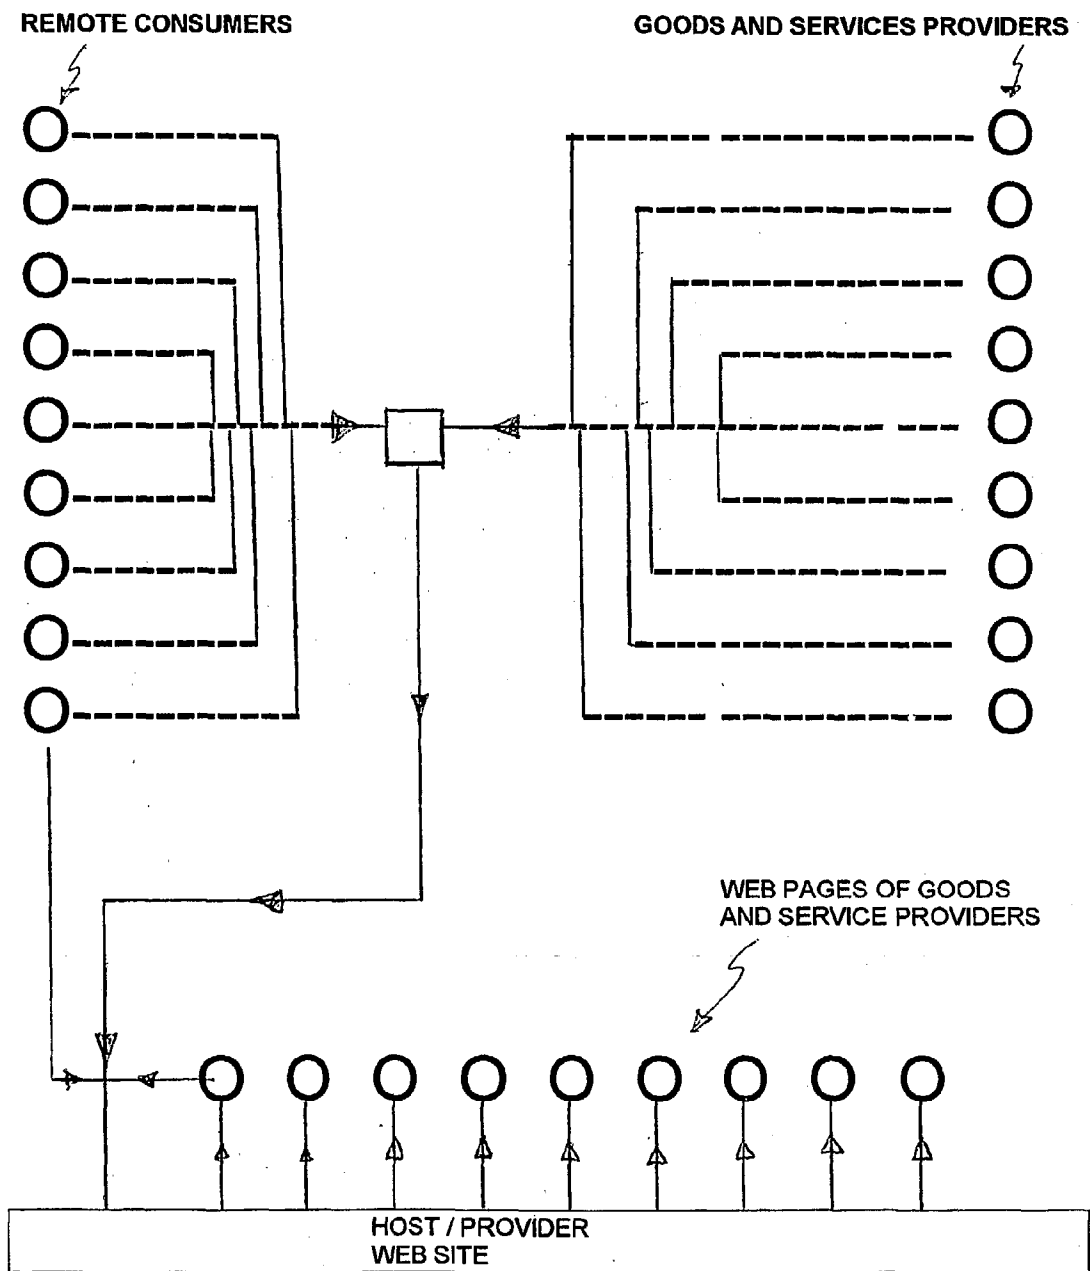 REMOTE CONSUMERS
GOODS AND SERVICES PROVIDERS
WEB PAGES OF GOODS
AND SERVICE PROVIDERS
HOST / PROVIDER
WEB SITE